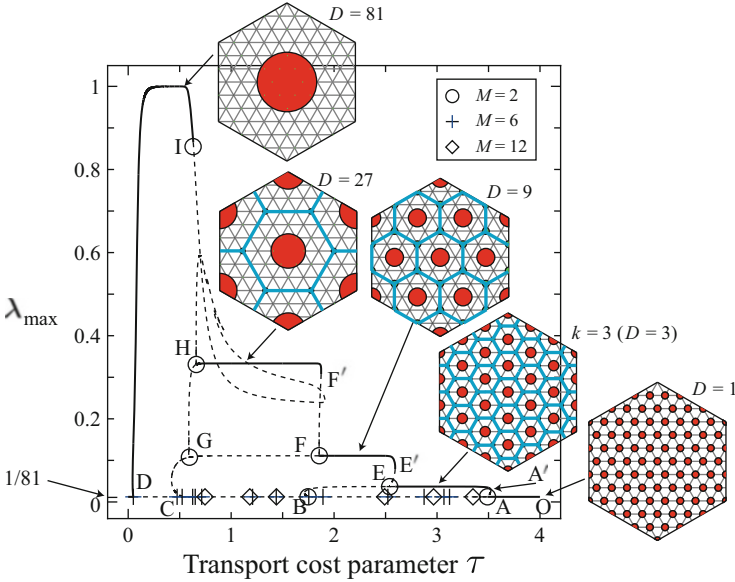 D = 81
1
M = 2
M = 6
M = 12
I
0.8
D = 27
D = 9
0.6
λmax
k = 3 (D = 3)
0.4
H
F′
D = 1
0.2
G
F
E′
E
A′
1/81
D
C
B
A
O
0
0 1 2 3 4
Transport cost parameter τ